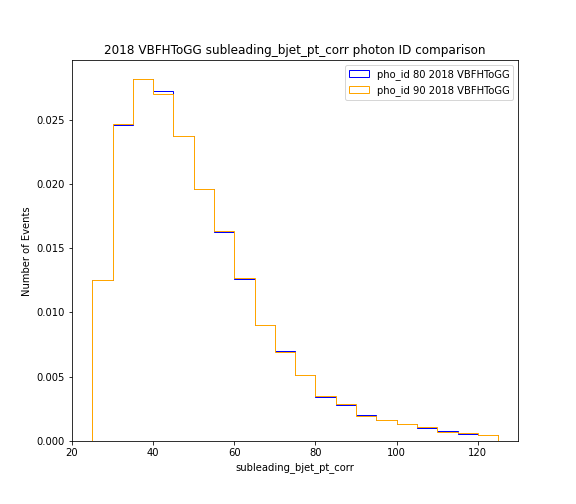 2018 VBFHToGG subleading_bjet_pt_corr photon ID comparison
pho_id 80 2018 VBFHToGG
pho_id 90 2018 VBFHToGG
Number of Events
0.025
0.020
0.015
0.010
0.005
0.000
20 40 60 80 100 120
subleading_bjet_pt_corr